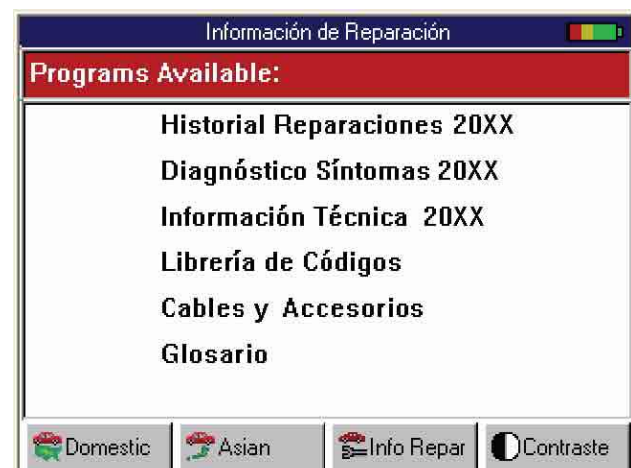 Información de Reparación
Programs Available:
Historial Reparaciones 20XX
Diagnóstico Síntomas 20XX
Información Técnica 20XX
Librería de Códigos
Cables y Accesorios
Glosario
Domestic Asian Info Repar Contraste